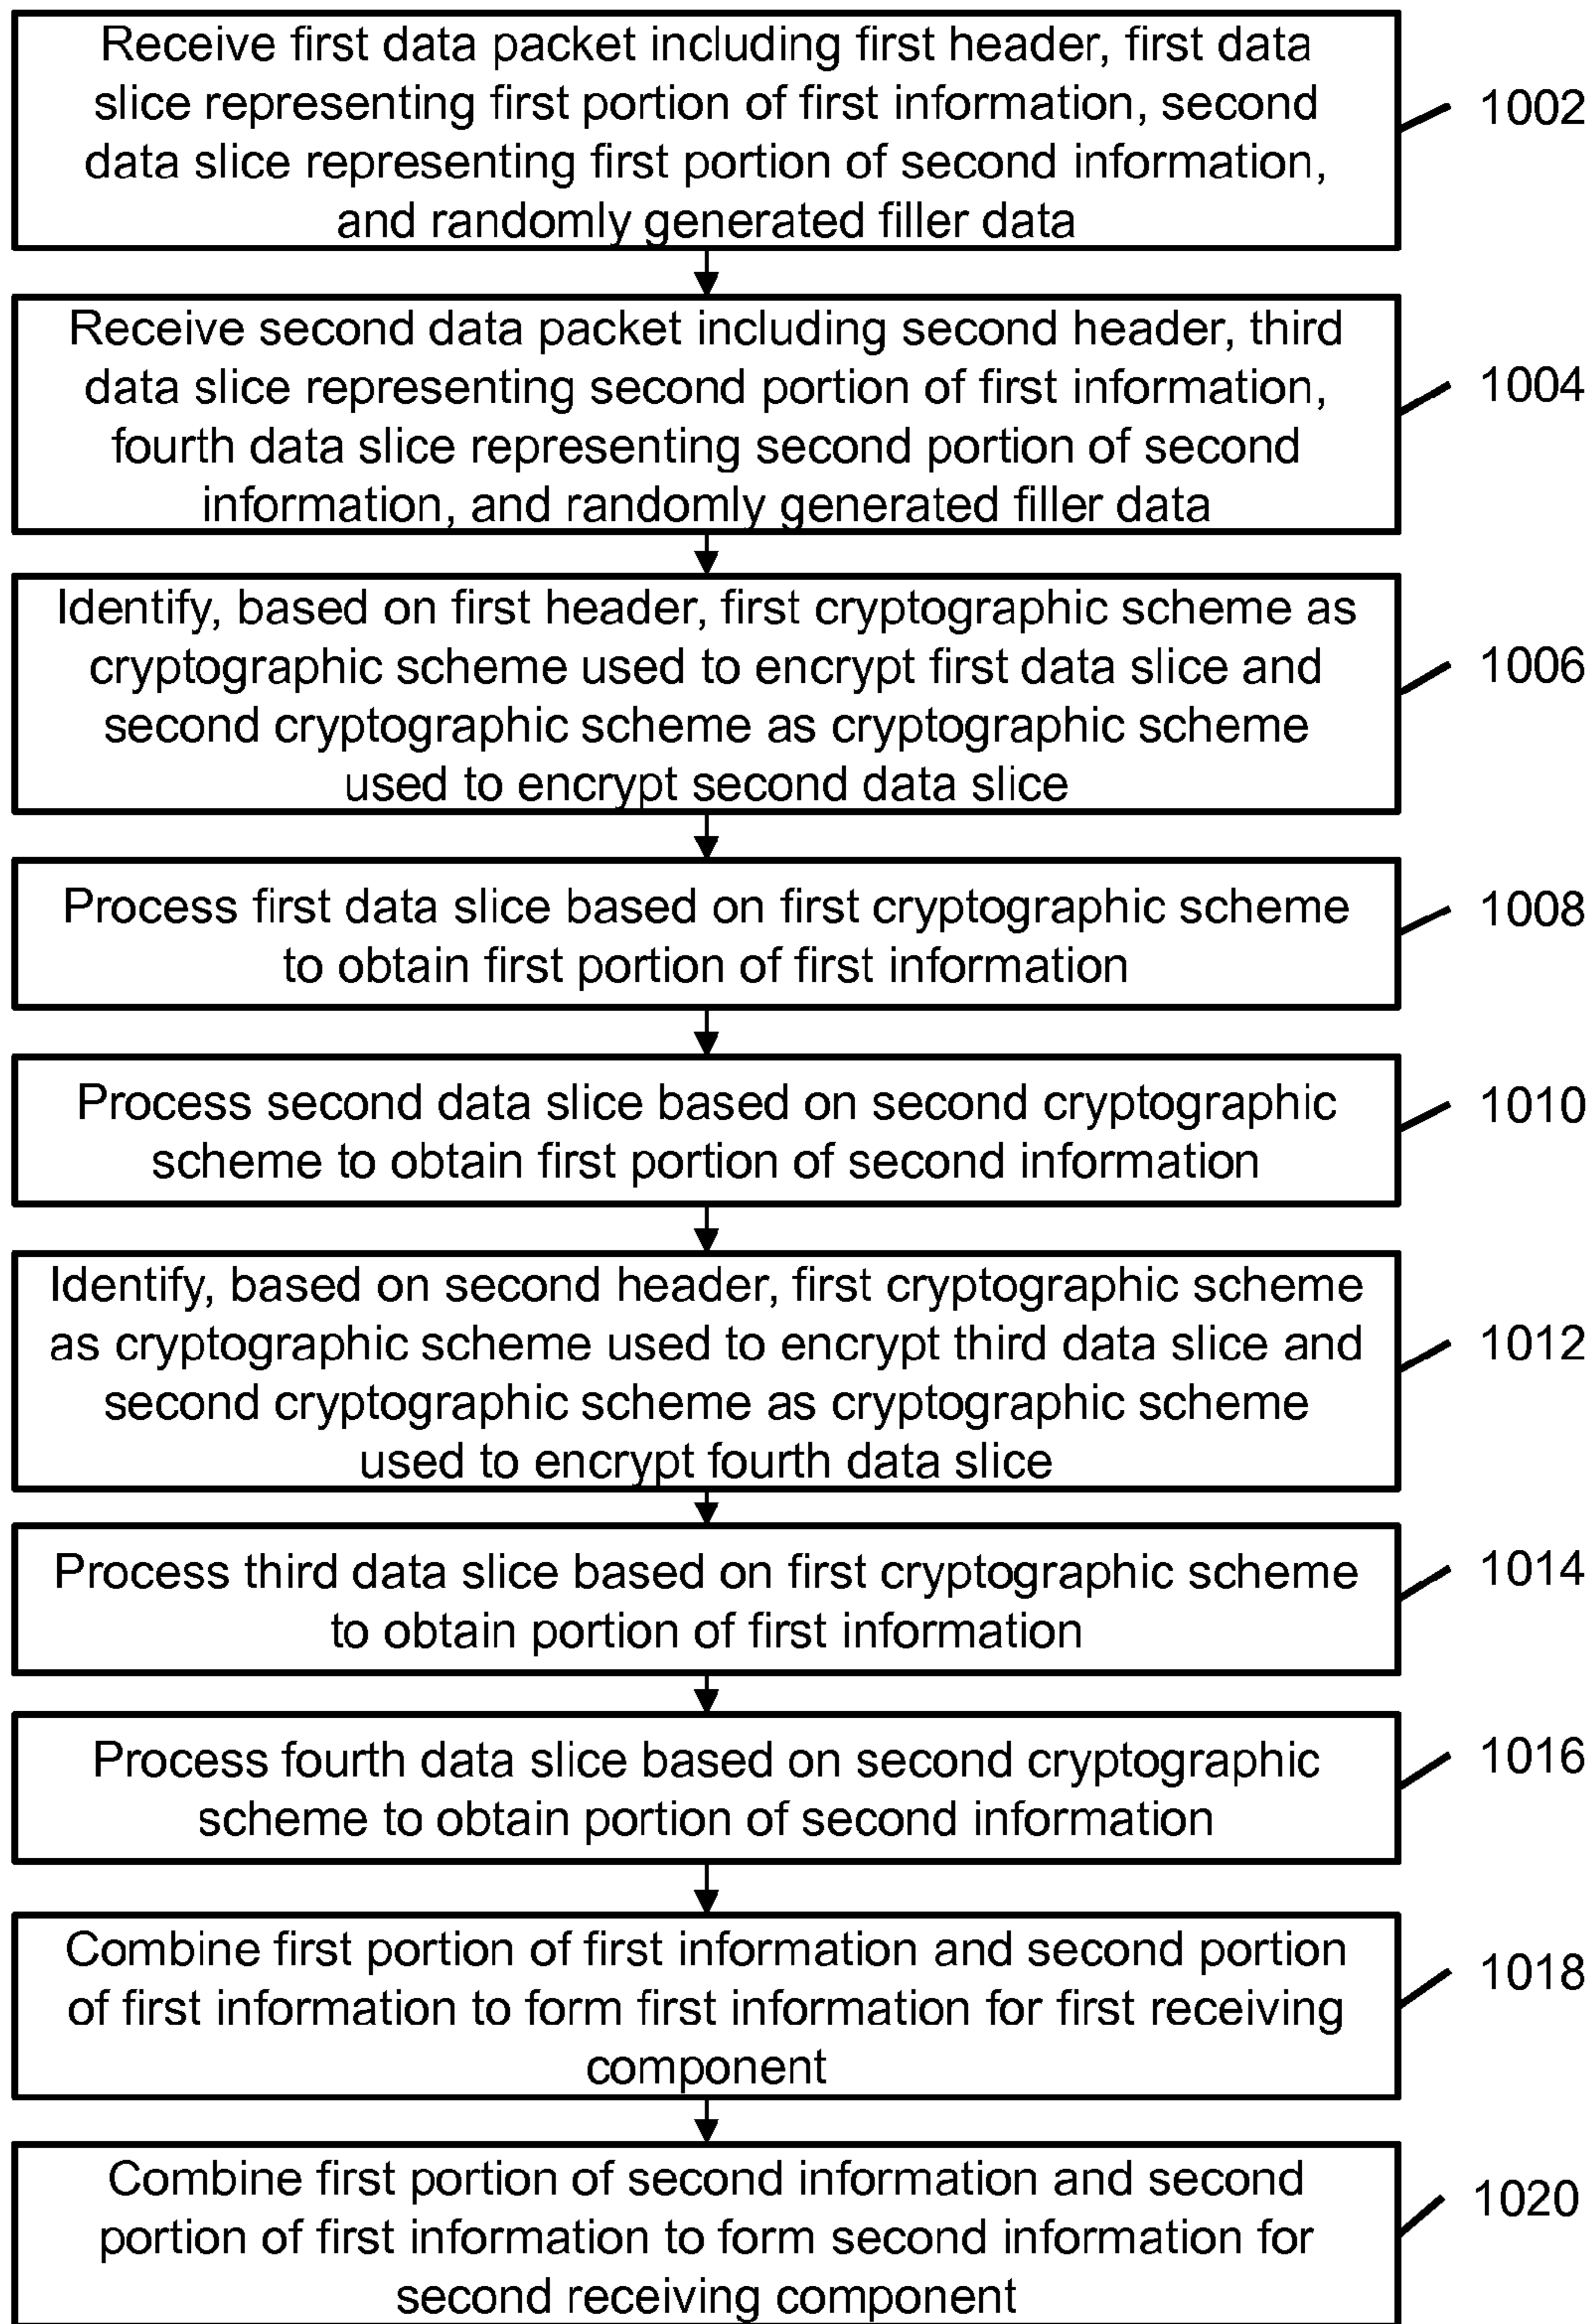 Receive first data packet including first header, first data
slice representing first portion of first information, second
data slice representing first portion of second information,
and randomly generated filler data
1002
Receive second data packet including second header, third
data slice representing second portion of first information,
fourth data slice representing second portion of second
information, and randomly generated filler data
1004
Identify, based on first header, first cryptographic scheme as
cryptographic scheme used to encrypt first data slice and
second cryptographic scheme as cryptographic scheme
used to encrypt second data slice
1006
Process first data slice based on first cryptographic scheme
to obtain first portion of first information
1008
Process second data slice based on second cryptographic
scheme to obtain first portion of second information
1010
Identify, based on second header, first cryptographic scheme
as cryptographic scheme used to encrypt third data slice and
second cryptographic scheme as cryptographic scheme
used to encrypt fourth data slice
1012
Process third data slice based on first cryptographic scheme
to obtain portion of first information
1014
Process fourth data slice based on second cryptographic
scheme to obtain portion of second information
1016
Combine first portion of first information and second portion
of first information to form first information for first receiving
component
1018
Combine first portion of second information and second
portion of first information to form second information for
second receiving component
1020